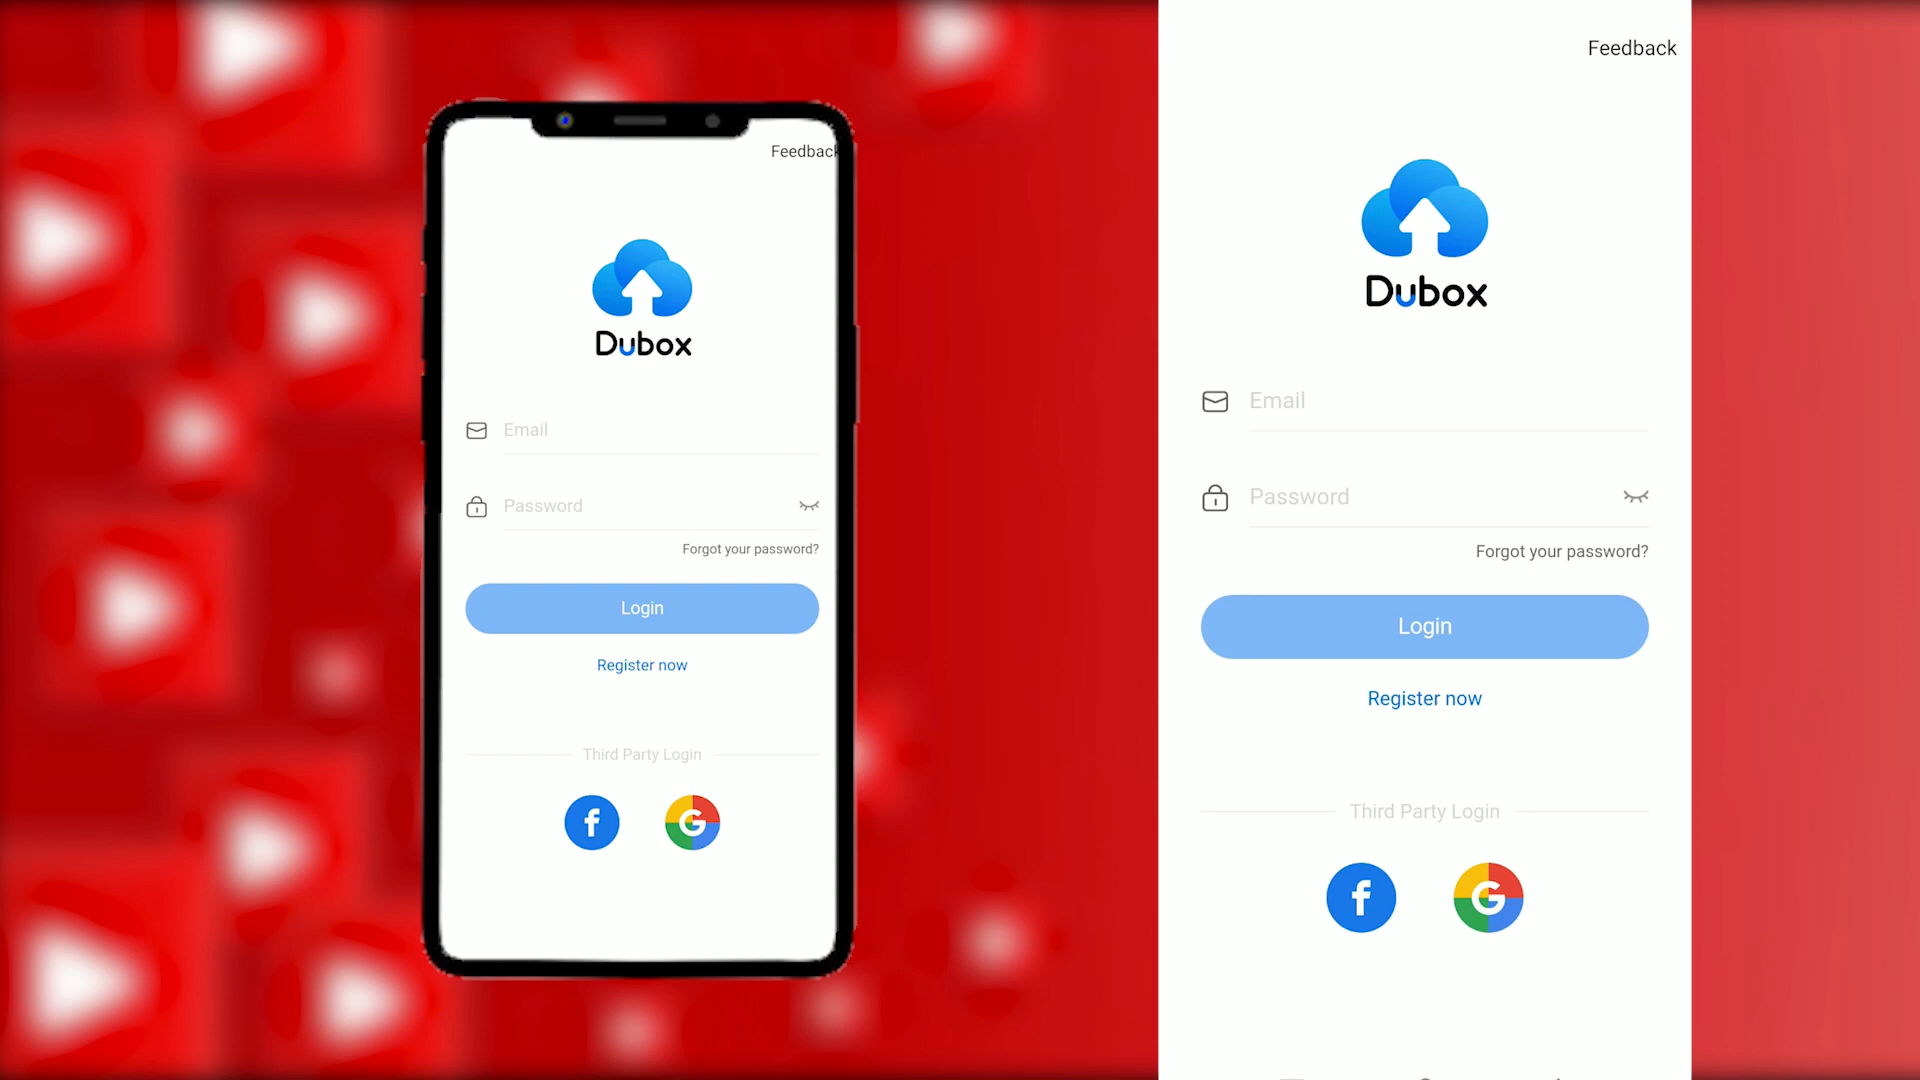 Feedback
Dubox
Email
Password
Forgot your password?
Login
Register now
Third Party Login
f
G
Feedback
Dubox
Email
Password
Forgot your password?
Login
Register now
Third Party Login
f
G